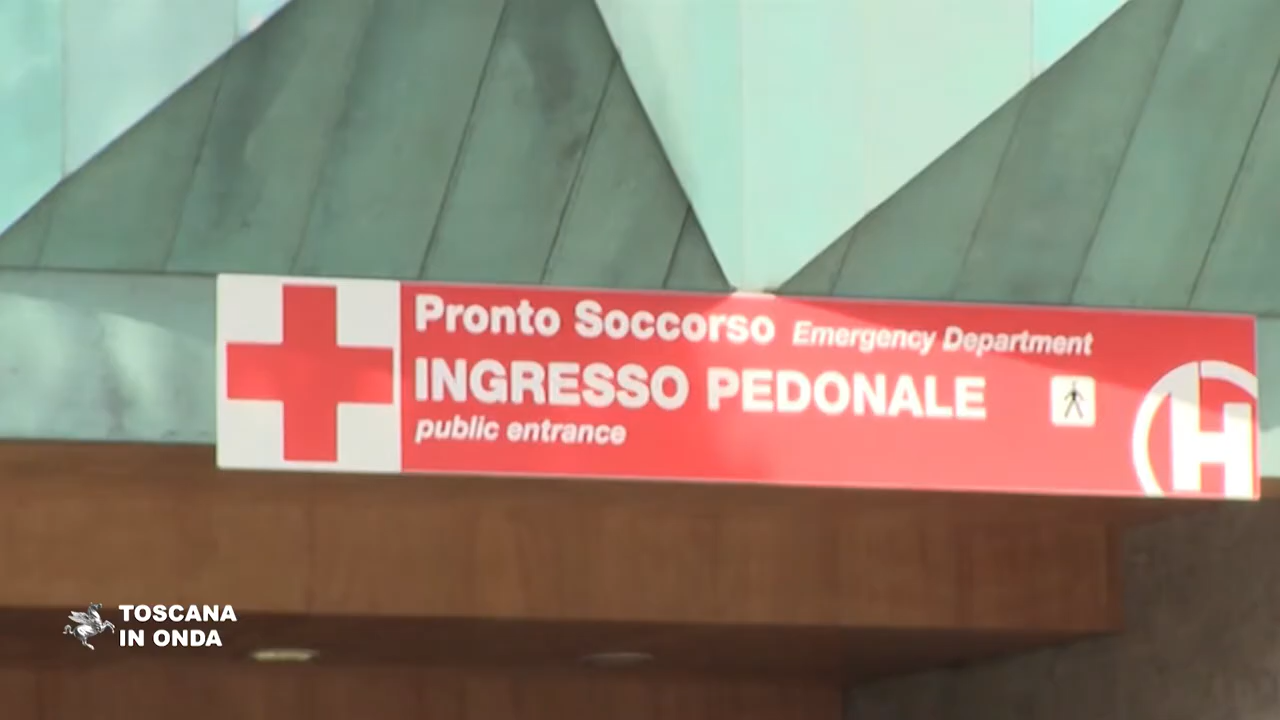 Pronto Soccorso Emergency Department
INGRESSO PEDONALE
public entrance
H
TOSCANA
IN ONDA